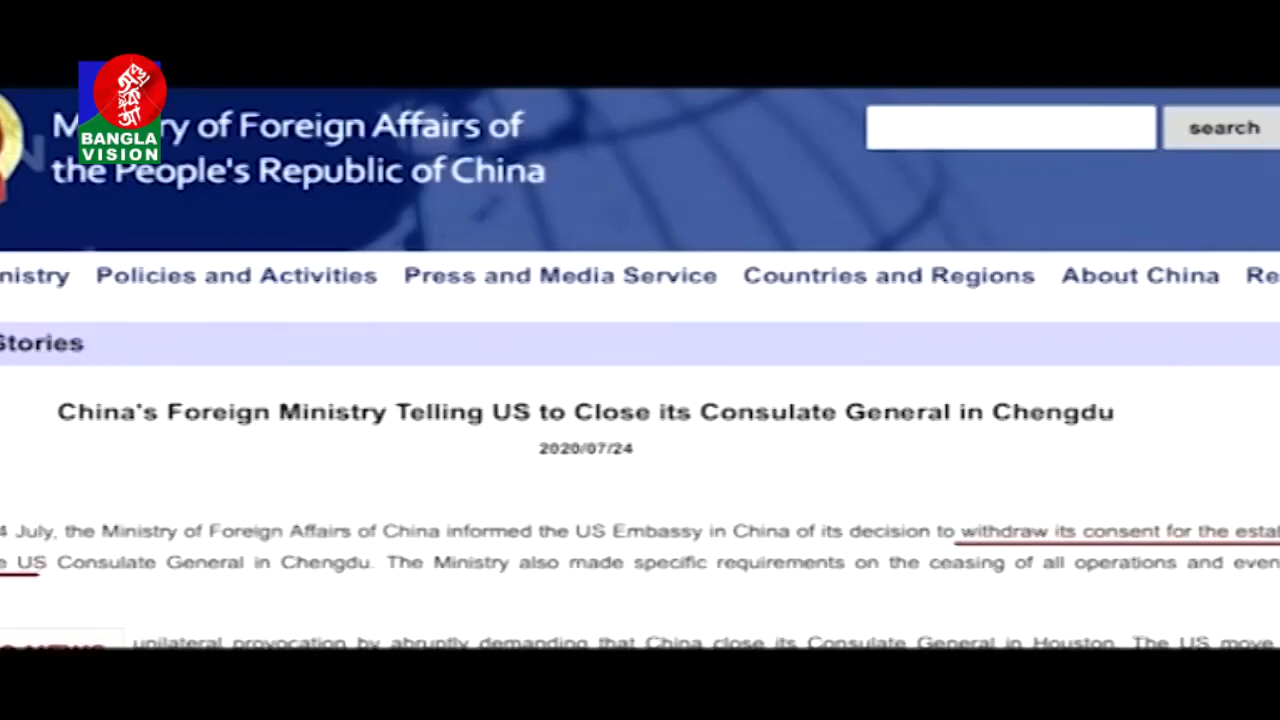 BANGLA
VISION
Ministry of Foreign Affairs of
the People's Republic of China
search
nistry Policies and Activities Press and Media Service Countries and Regions About China Re
Stories
China's Foreign Ministry Telling US to Close its Consulate General in Chengdu
2020/07/24
4 July, the Ministry of Foreign Affairs of China informed the US Embassy in China of its decision to withdraw its consent for the estab
e US Consulate General in Chengdu. The Ministry also made specific requirements on the ceasing of all operations and even
unilateral provocation by abruptly demanding that China close its Consulate General in Houston. The US move